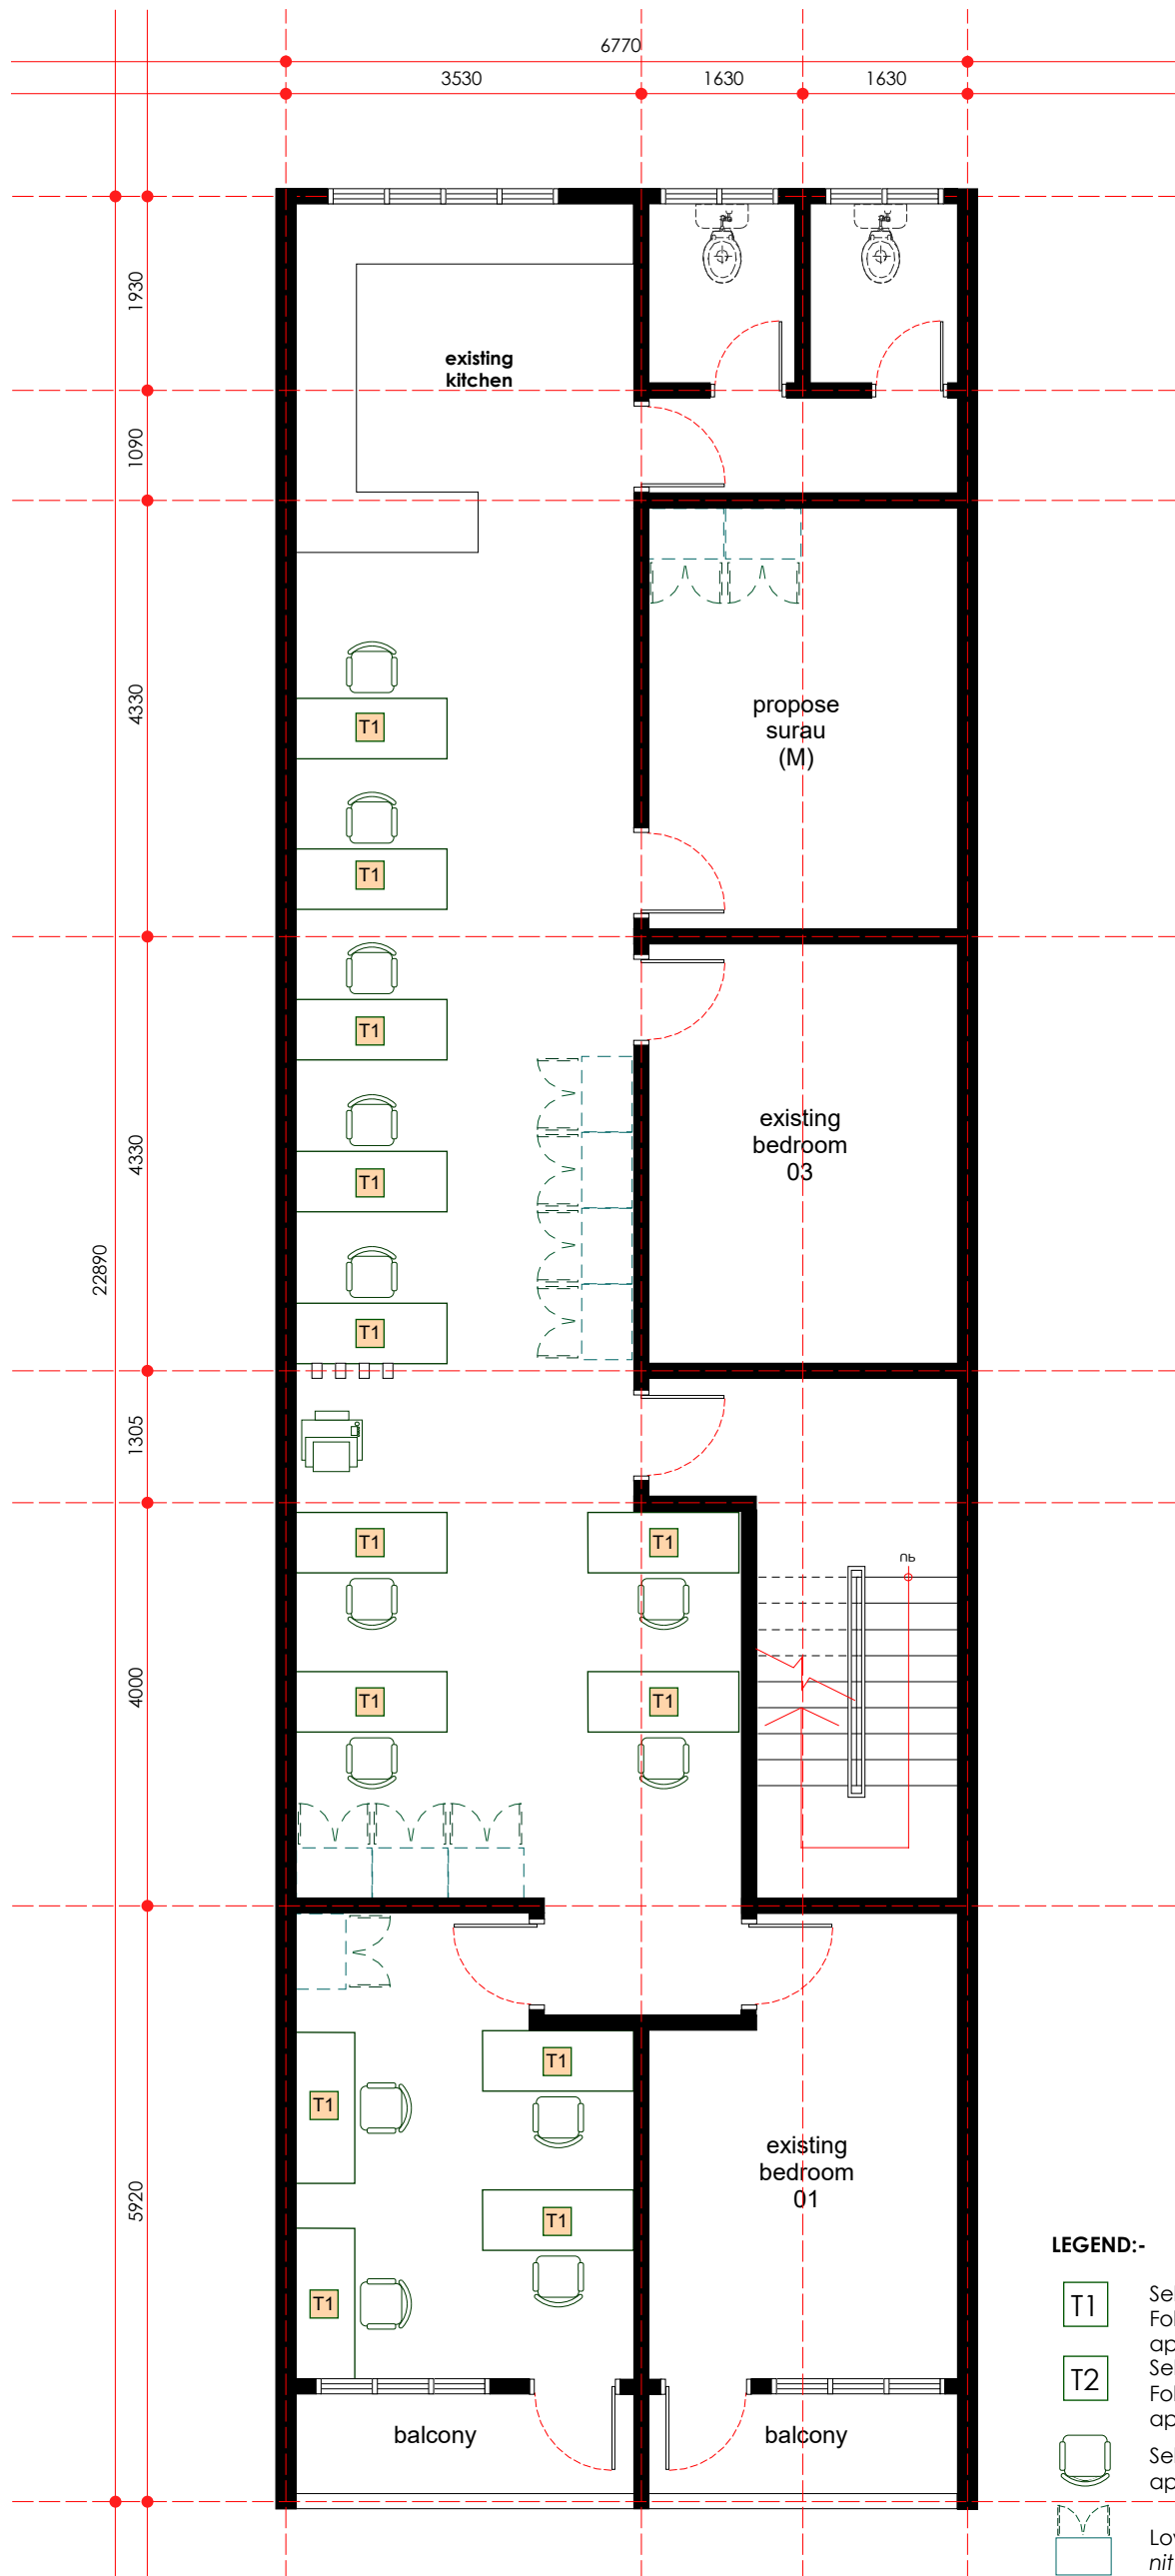 6770
3530
1630
1630
1930
1090
4330
4330
22890
1305
4000
5920
existing
kitchen
propose
surau
(M)
T1
T1
T1
existing
bedroom
03
T1
T1
T1
T1
up
T1
T1
T1
T1
existing
bedroom
01
T1
T1
balcony
balcony
LEGEND:-
T1
T2